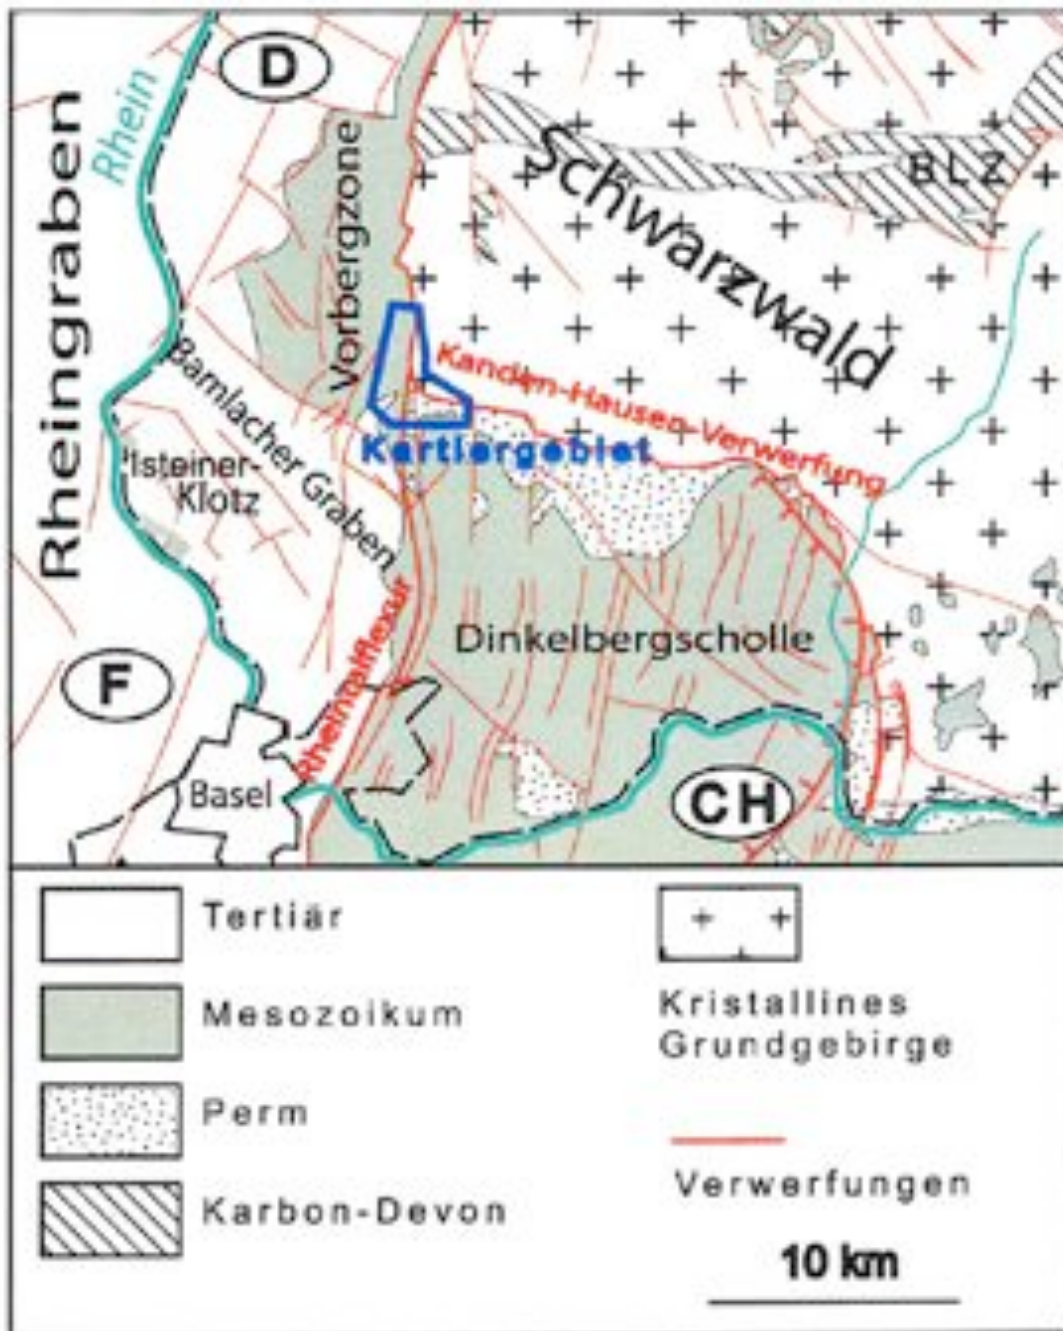 D
Rhein
Rheingraben
Vorbergzone
Schwarzwald
BLZ
Bamlacher Graben
Kandern-Hausen-Verwerfung
Kartiergebiet
Isteiner-
Klotz
Rheintalflexur
Dinkelbergscholle
F
Basel
CH
Tertiär
Mesozoikum
Perm
Karbon-Devon
Kristallines
Grundgebirge
Verwerfungen
10 km